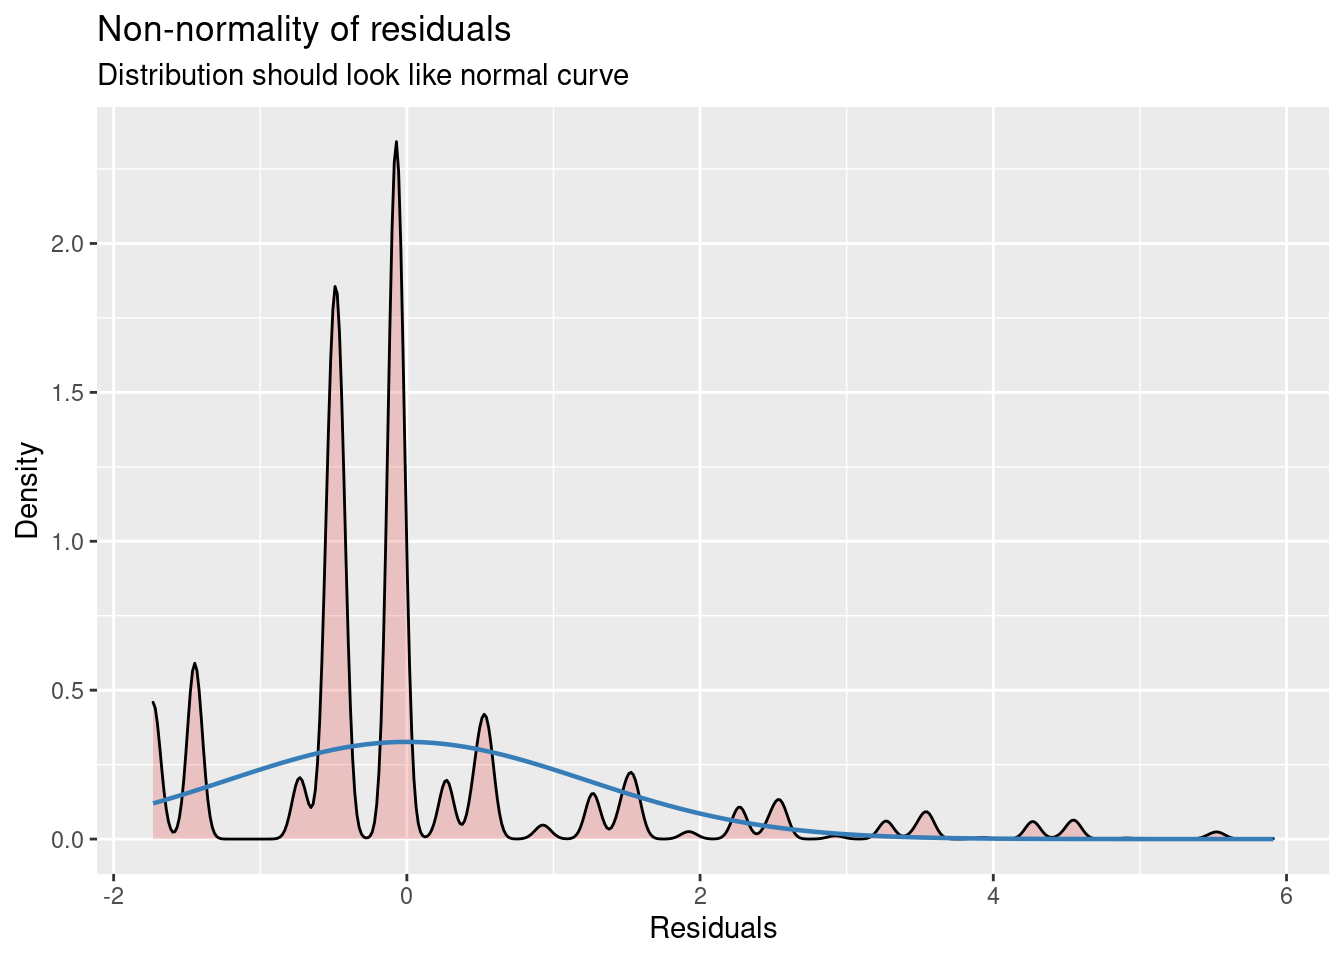 Non-normality of residuals
Distribution should look like normal curve
Density
2.0
1.5
1.0
0.5
0.0
-2 0 2 4 6
Residuals